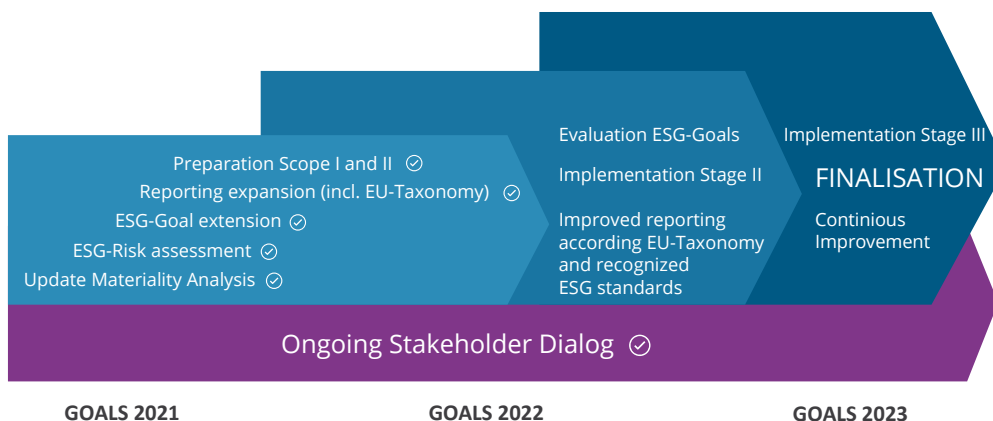 Preparation Scope I and II
Reporting expansion (incl. EU-Taxonomy)
ESG-Goal extension
ESG-Risk assessment
Update Materiality Analysis
Evaluation ESG-Goals
Implementation Stage II
Improved reporting
according EU-Taxonomy
and recognized
ESG standards
Implementation Stage III
FINALISATION
Continious
Improvement
Ongoing Stakeholder Dialog
GOALS 2021
GOALS 2022
GOALS 2023